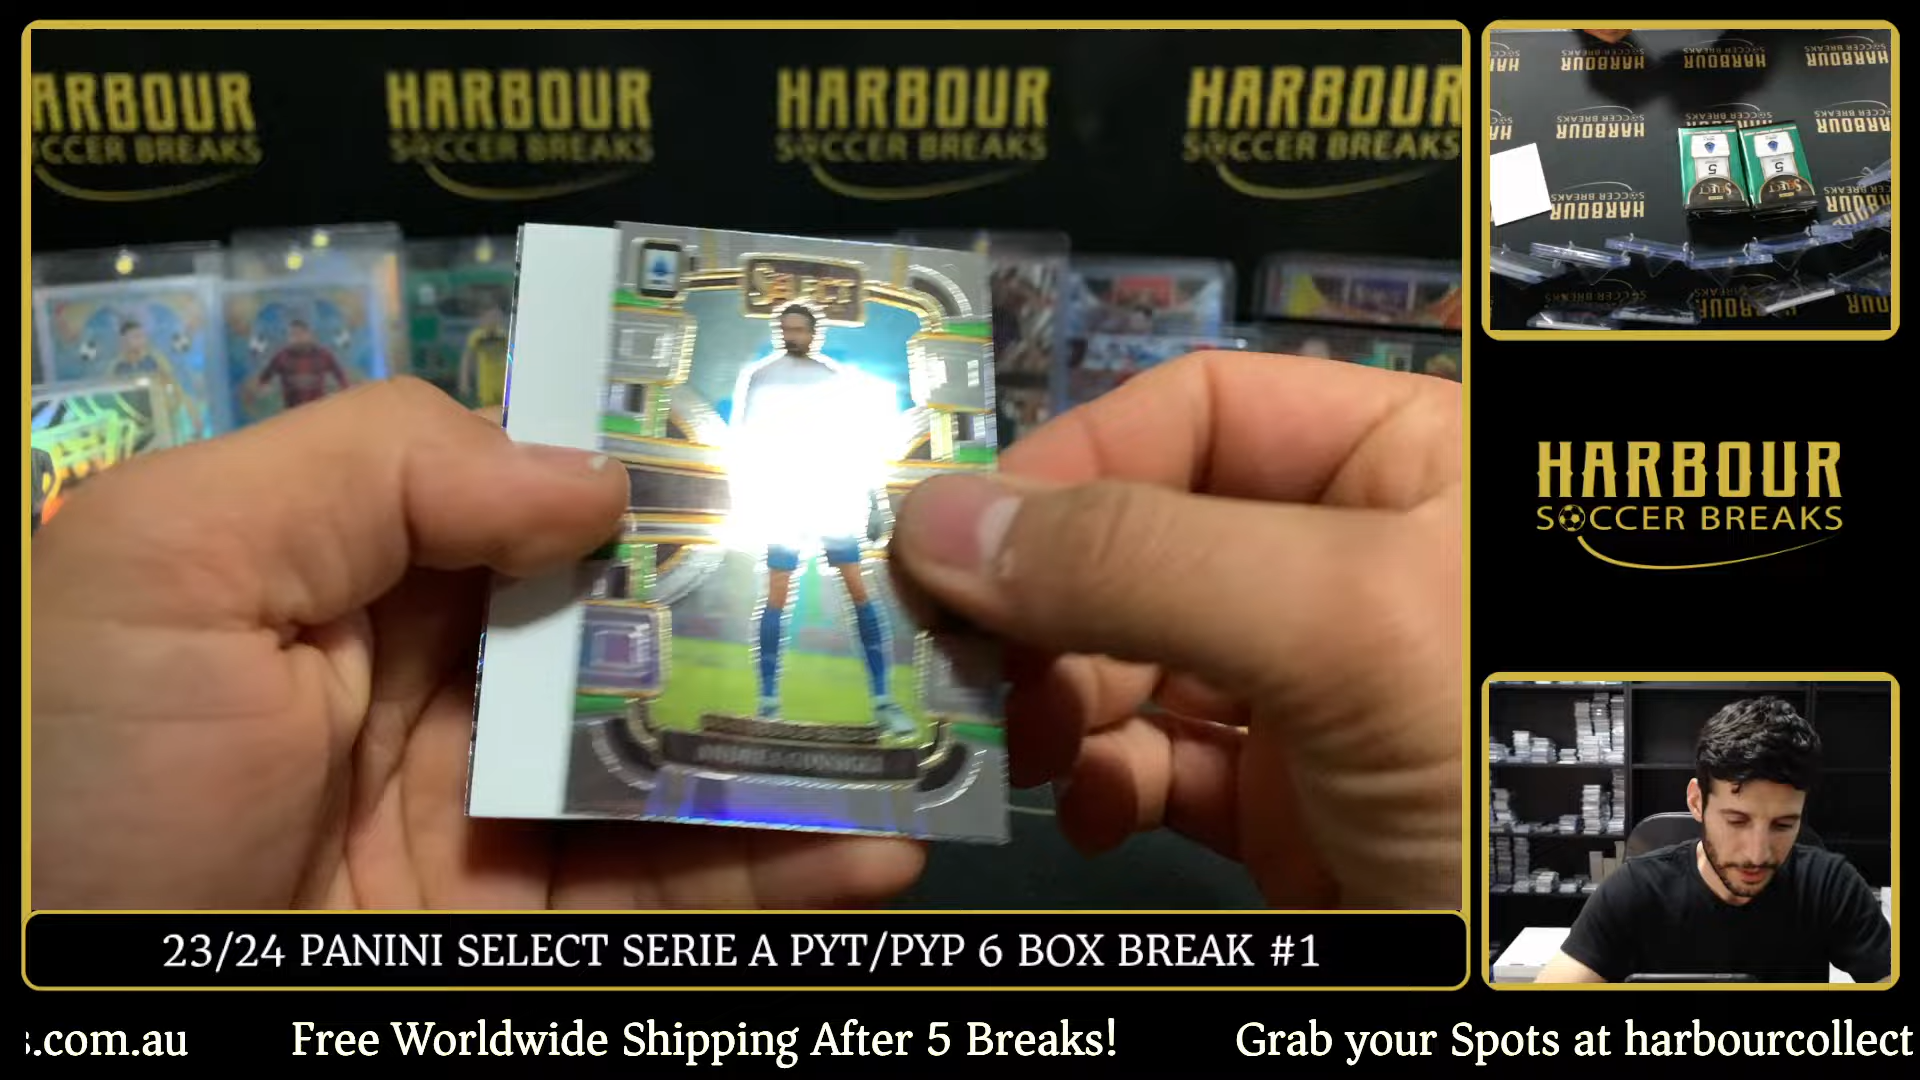 ARBOUR
CCER BREAKS
HARBOUR
SOCCER BREAKS
HARBOUR
SOCCER BREAKS
HARBOUR
SOCCER BREAKS
SELECT
HARBOUR
SOCCER BREAKS
23/24 PANINI SELECT SERIE A PYT/PYP 6 BOX BREAK #1
s.com.au
Free Worldwide Shipping After 5 Breaks!
Grab your Spots at harbourcollect